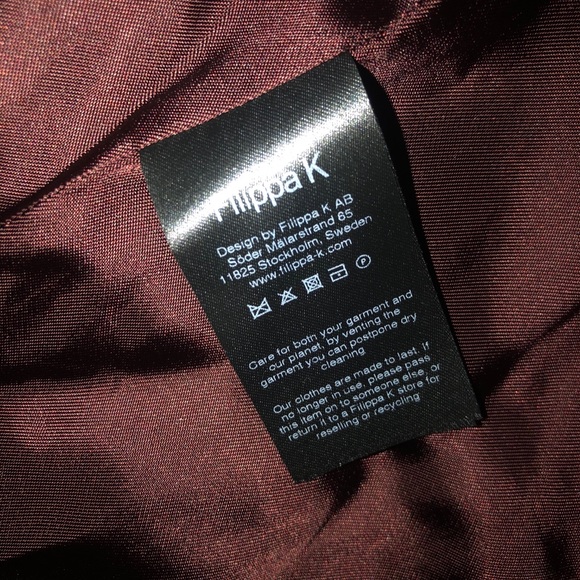 Filippa K
Design by Filippa K AB
Söder Mälarstrand 65
11825 Stockholm, Sweden
www.filippa-k.com
P
Care for both your garment and
our planet, by venting the
garment you can postpone dry
cleaning
Our clothes are made to last. If
no longer in use, please pass
this item on to someone else, or
return it to a Filippa K store for
reselling or recycling